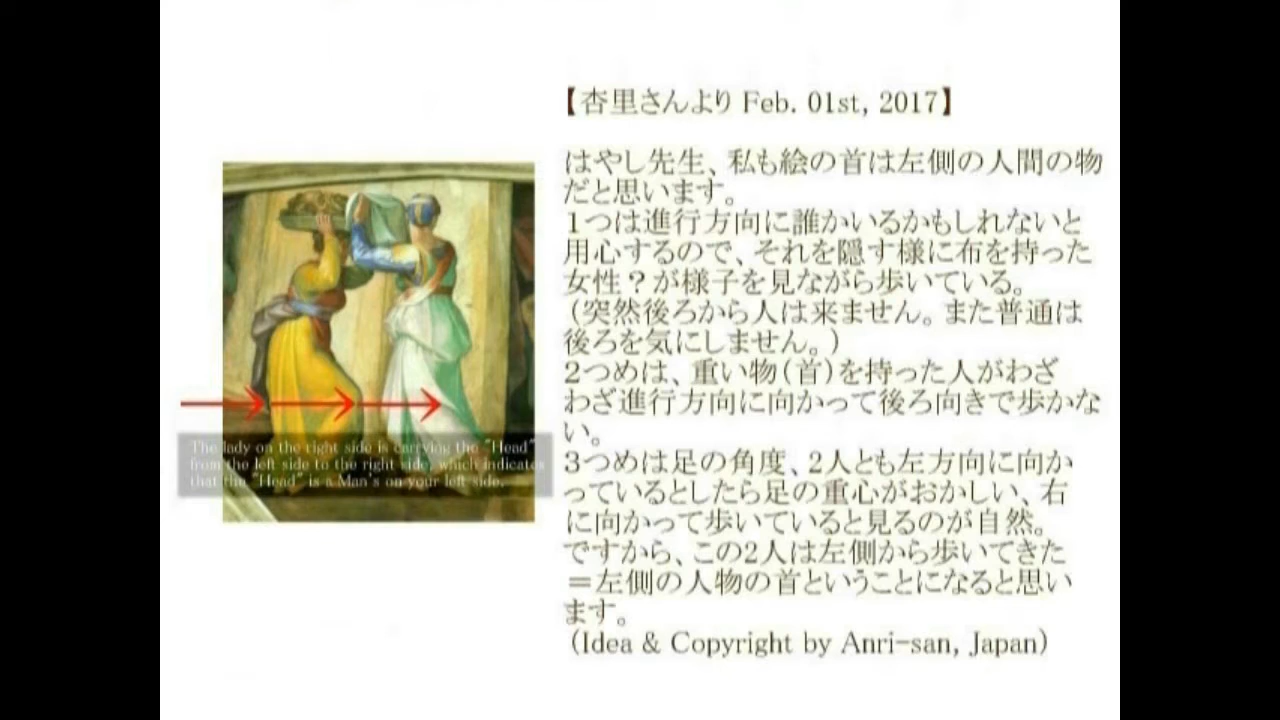 【杏里さんより Feb. 01st, 2017】
はやし先生、私も絵の首は左側の人間の物
だと思います。
1つは進行方向に誰かいるかもしれないと
用心するので、それを隠す様に布を持った
女性？が様子を見ながら歩いている。
（突然後ろから人は来ません。また普通は
後ろを気にしません。）
2つめは、重い物（首）を持った人がわざ
わざ進行方向に向かって後ろ向きで歩かな
い。
3つめは足の角度、2人とも左方向に向か
っているとしたら足の重心がおかしい、右
に向かって歩いていると見るのが自然。
ですから、この2人は左側から歩いてきた
＝左側の人物の首ということになると思い
ます。
（Idea & Copyright by Anri-san, Japan）
The lady on the right side is carrying the "Head"
from the left side to the right side, which indicates
that the "Head" is a Man's on your left side.